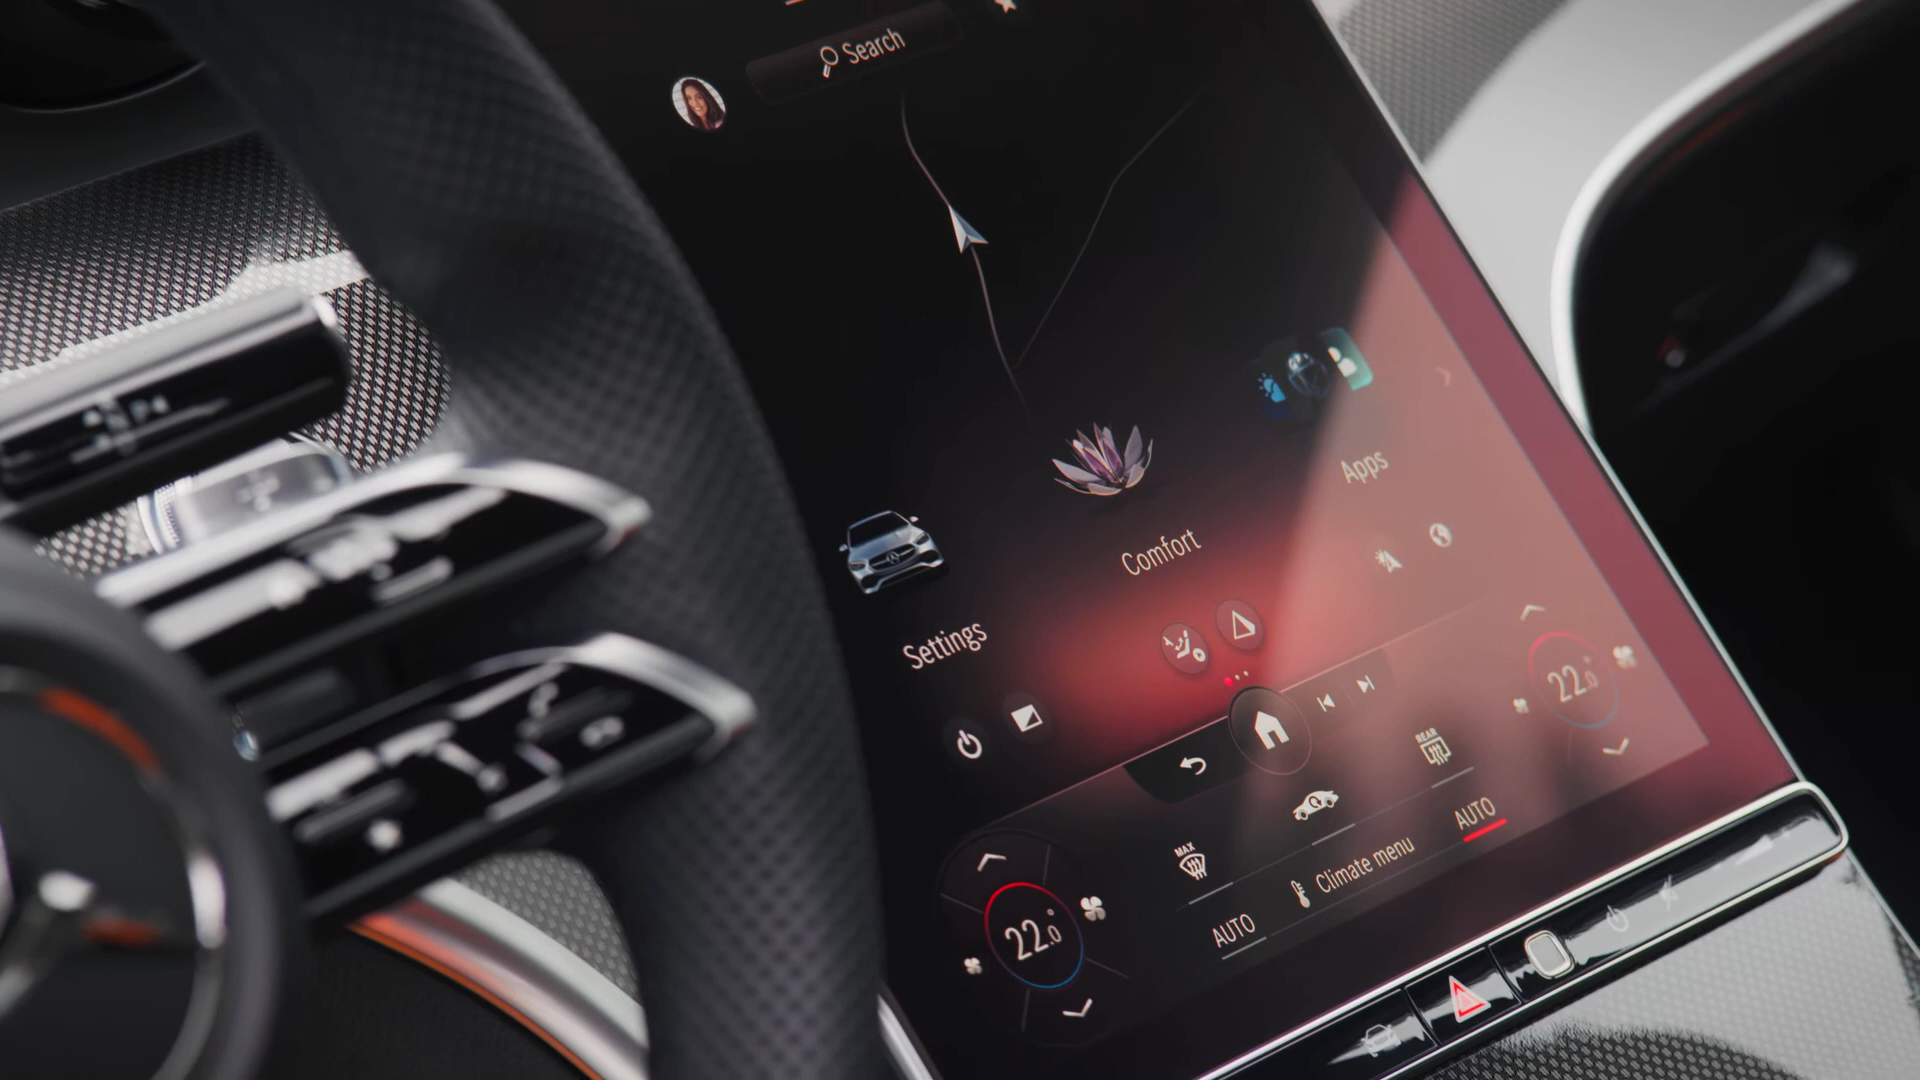 Search
Apps
Comfort
Settings
22.0
REAR
MAX
AUTO
Climate menu
AUTO
22.0